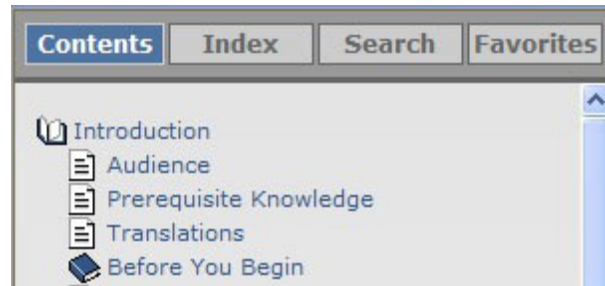 Contents Index Search Favorites
Introduction
Audience
Prerequisite Knowledge
Translations
Before You Begin